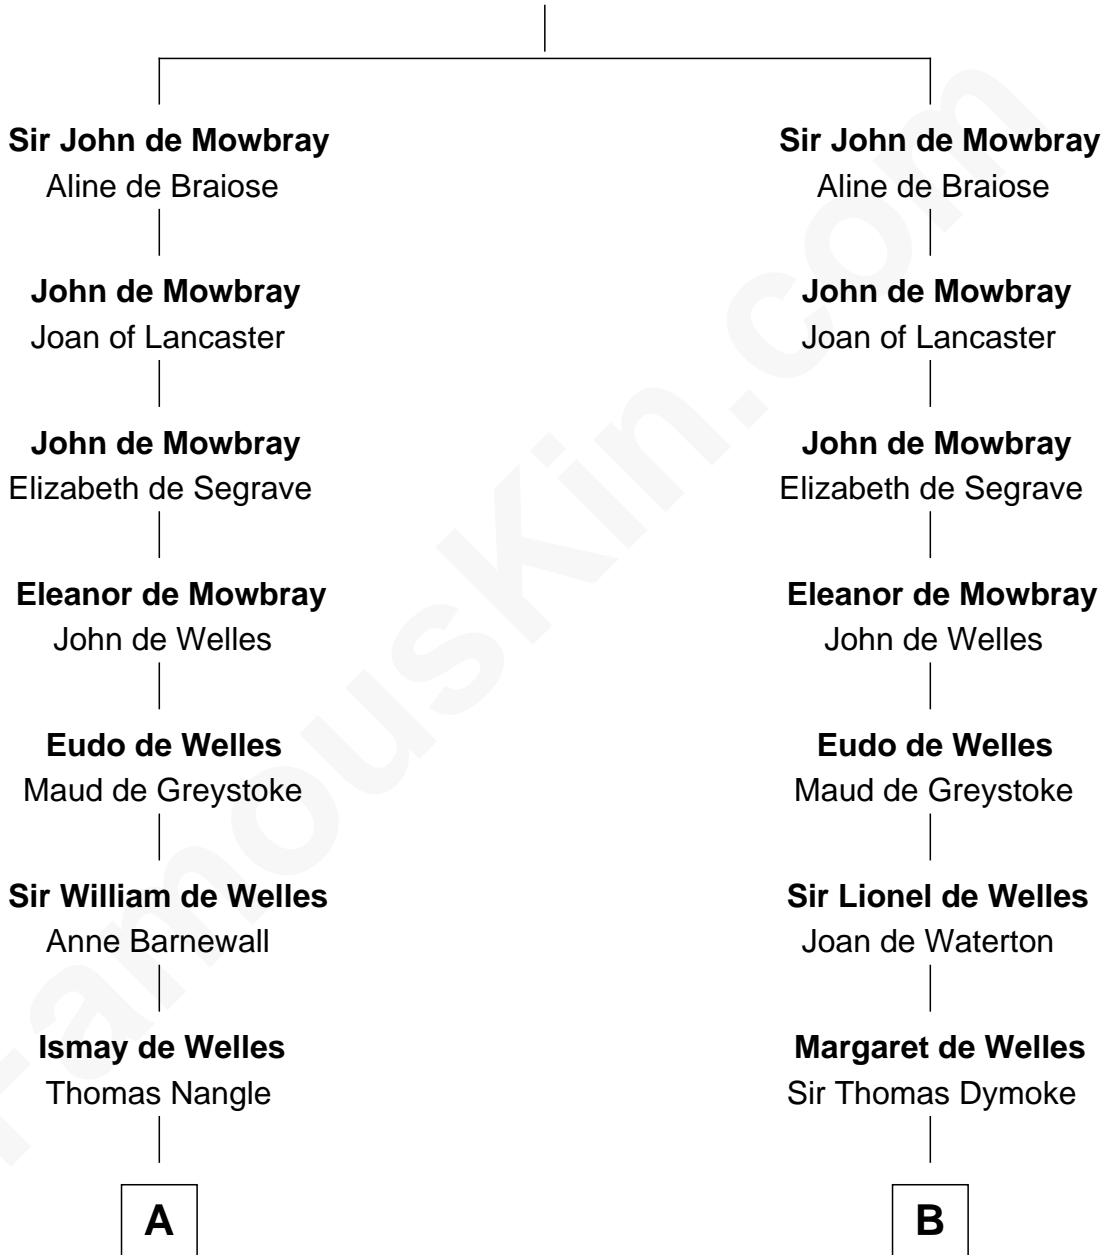 Sir John de Mowbray
Aline de Braiose
John de Mowbray
Joan of Lancaster
John de Mowbray
Elizabeth de Segrave
Eleanor de Mowbray
John de Welles
Eudo de Welles
Maud de Greystoke
Sir William de Welles
Anne Barnewall
Ismay de Welles
Thomas Nangle
A
Sir John de Mowbray
Aline de Braiose
John de Mowbray
Joan of Lancaster
John de Mowbray
Elizabeth de Segrave
Eleanor de Mowbray
John de Welles
Eudo de Welles
Maud de Greystoke
Sir Lionel de Welles
Joan de Waterton
Margaret de Welles
Sir Thomas Dymoke
B
FamousKin.com